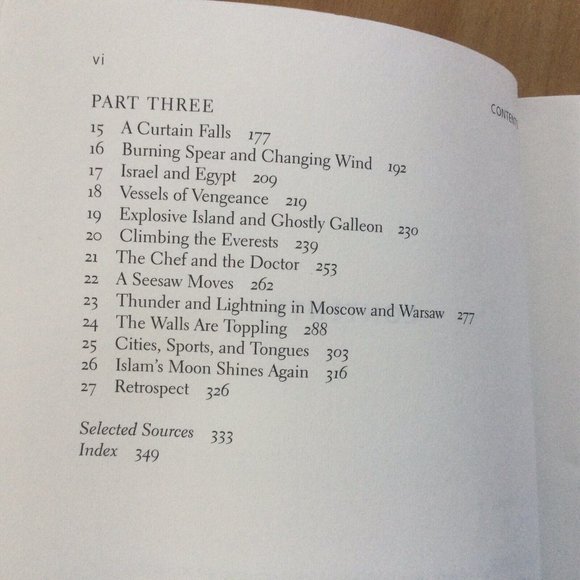 vi
CONTENTS
PART THREE
15 A Curtain Falls 177
16 Burning Spear and Changing Wind 192
17 Israel and Egypt 209
18 Vessels of Vengeance 219
19 Explosive Island and Ghostly Galleon 230
20 Climbing the Everests 239
21 The Chef and the Doctor 253
22 A Seesaw Moves 262
23 Thunder and Lightning in Moscow and Warsaw 277
24 The Walls Are Toppling 288
25 Cities, Sports, and Tongues 303
26 Islam's Moon Shines Again 316
27 Retrospect 326
Selected Sources 333
Index 349